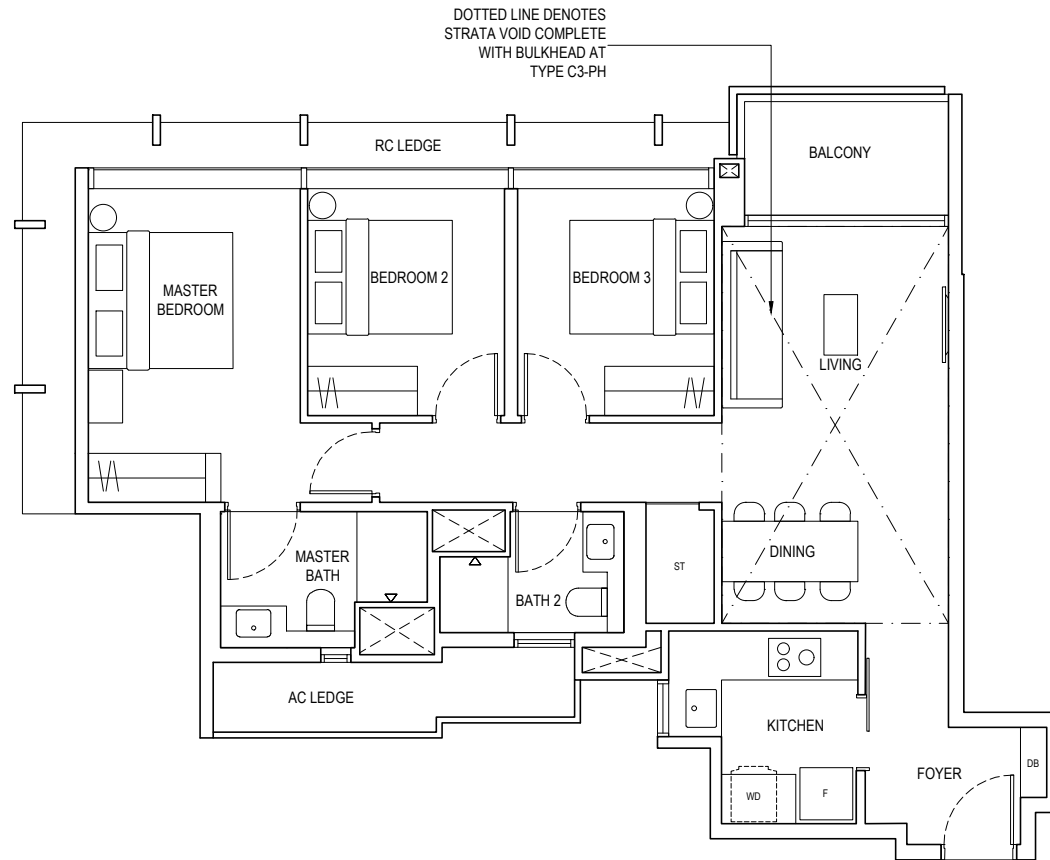 DOTTED LINE DENOTES
STRATA VOID COMPLETE
WITH BULKHEAD AT
TYPE C3-PH
RC LEDGE
BALCONY
MASTER
BEDROOM
BEDROOM 2
BEDROOM 3
LIVING
MASTER
BATH
BATH 2
ST
DINING
AC LEDGE
KITCHEN
FOYER
DB
WD
F